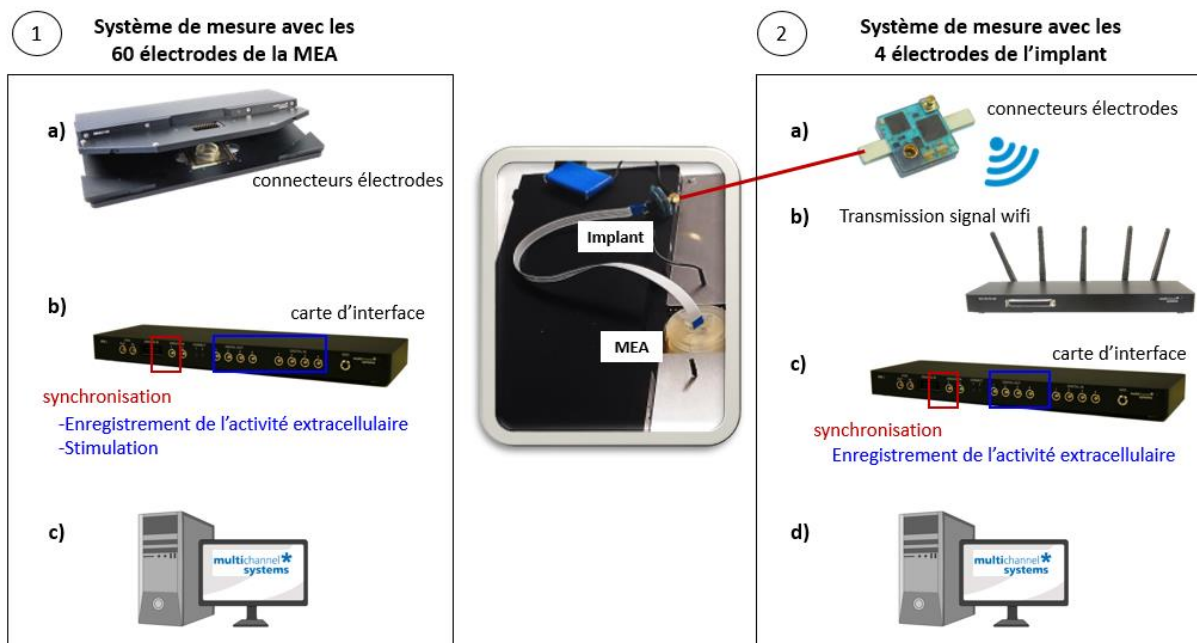 1
Système de mesure avec les
60 électrodes de la MEA
a)
connecteurs électrodes
b)
carte d’interface
synchronisation
-Enregistrement de l’activité extracellulaire
-Stimulation
c)
multichannel*
systems
Implant
MEA
2
Système de mesure avec les
4 électrodes de l’implant
a)
connecteurs électrodes
b)
Transmission signal wifi
c)
carte d’interface
synchronisation
Enregistrement de l’activité extracellulaire
d)
multichannel*
systems